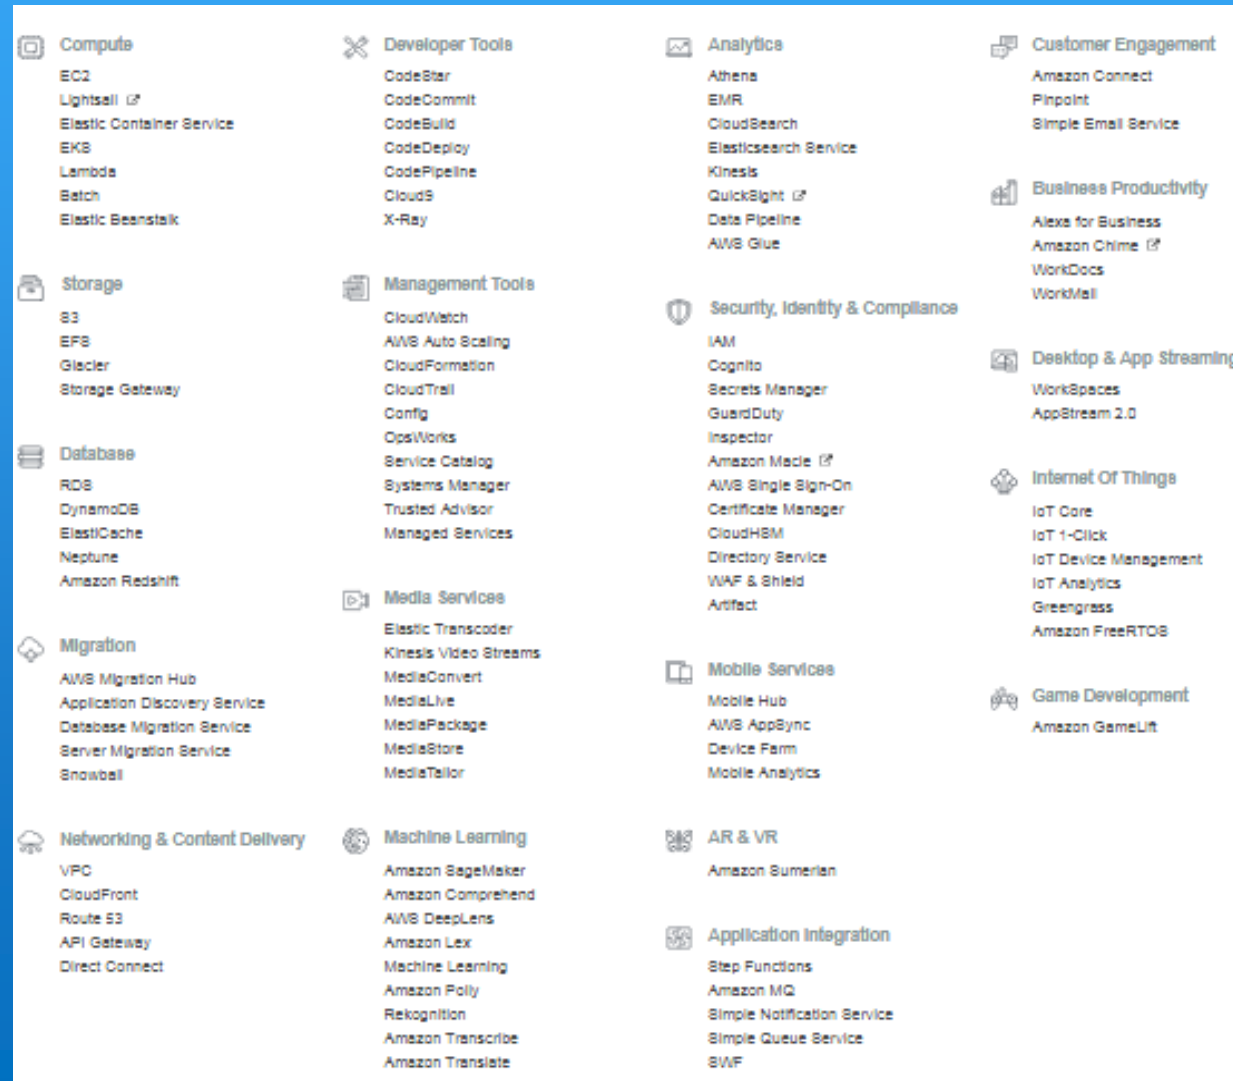 Compute
EC2
Lightsail
Elastic Container Service
EKS
Lambda
Batch
Elastic Beanstalk
Storage
S3
EFS
Glacier
Storage Gateway
Database
RDS
DynamoDB
ElastiCache
Neptune
Amazon Redshift
Migration
AWS Migration Hub
Application Discovery Service
Database Migration Service
Server Migration Service
Snowball
Networking & Content Delivery
VPC
CloudFront
Route 53
API Gateway
Direct Connect
Developer Tools
CodeStar
CodeCommit
CodeBuild
CodeDeploy
CodePipeline
Cloud9
X-Ray
Management Tools
CloudWatch
AWS Auto Scaling
CloudFormation
CloudTrail
Config
OpsWorks
Service Catalog
Systems Manager
Trusted Advisor
Managed Services
Media Services
Elastic Transcoder
Kinesis Video Streams
MediaConvert
MediaLive
MediaPackage
MediaStore
MediaTailor
Machine Learning
Amazon SageMaker
Amazon Comprehend
AWS DeepLens
Amazon Lex
Machine Learning
Amazon Polly
Rekognition
Amazon Transcribe
Amazon Translate
Analytics
Athena
EMR
CloudSearch
Elasticsearch Service
Kinesis
QuickSight
Data Pipeline
AWS Glue
Security, Identity & Compliance
IAM
Cognito
Secrets Manager
GuardDuty
Inspector
Amazon Macie
AWS Single Sign-On
Certificate Manager
CloudHSM
Directory Service
WAF & Shield
Artifact
Mobile Services
Mobile Hub
AWS AppSync
Device Farm
Mobile Analytics
AR & VR
Amazon Sumerian
Application Integration
Step Functions
Amazon MQ
Simple Notification Service
Simple Queue Service
SWF
Customer Engagement
Amazon Connect
Pinpoint
Simple Email Service
Business Productivity
Alexa for Business
Amazon Chime
WorkDocs
WorkMail
Desktop & App Streaming
WorkSpaces
AppStream 2.0
Internet Of Things
IoT Core
IoT 1-Click
IoT Device Management
IoT Analytics
Greengrass
Amazon FreeRTOS
Game Development
Amazon GameLift